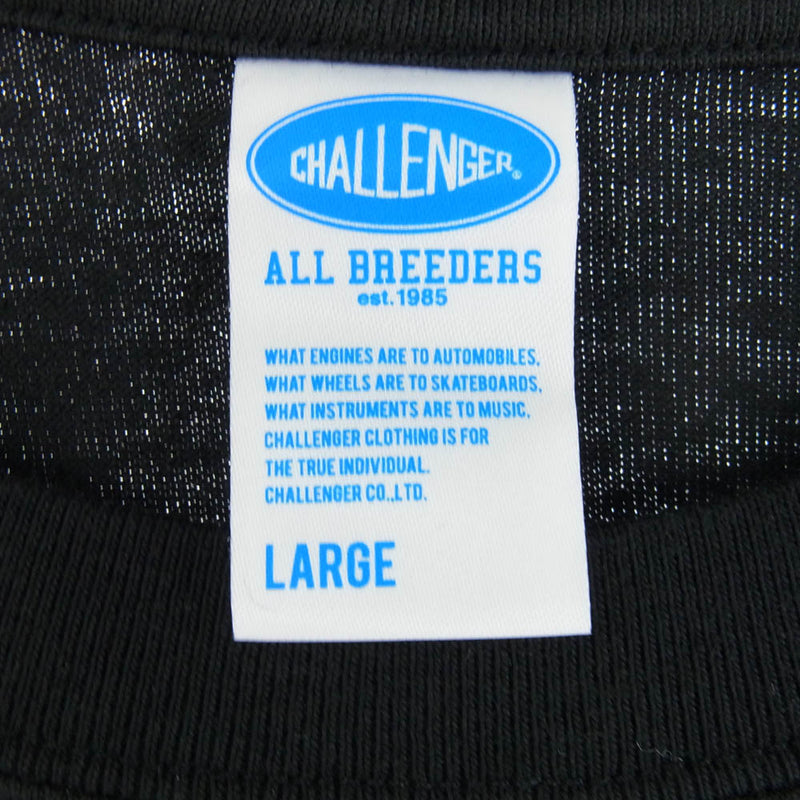 CHALLENGER®
ALL BREEDERS
est. 1985
WHAT ENGINES ARE TO AUTOMOBILES,
WHAT WHEELS ARE TO SKATEBOARDS,
WHAT INSTRUMENTS ARE TO MUSIC,
CHALLENGER CLOTHING IS FOR
THE TRUE INDIVIDUAL.
CHALLENGER CO.,LTD.
LARGE